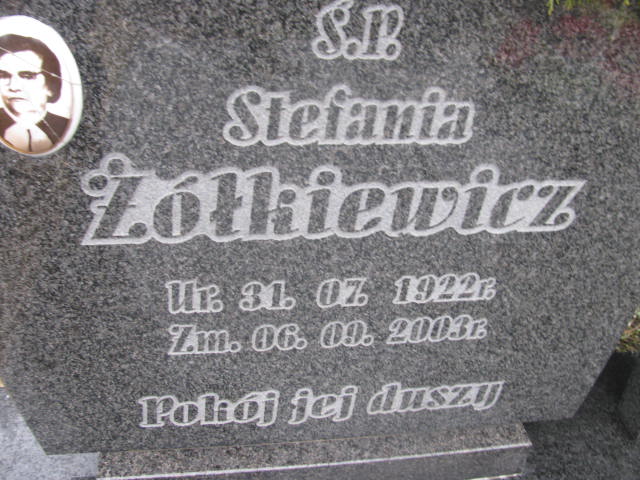 Ś.P.
Stefania
Żółkiewicz
Ur. 31. 07. 1922r.
Zm. 06. 09. 2003r.
Pokój jej duszy